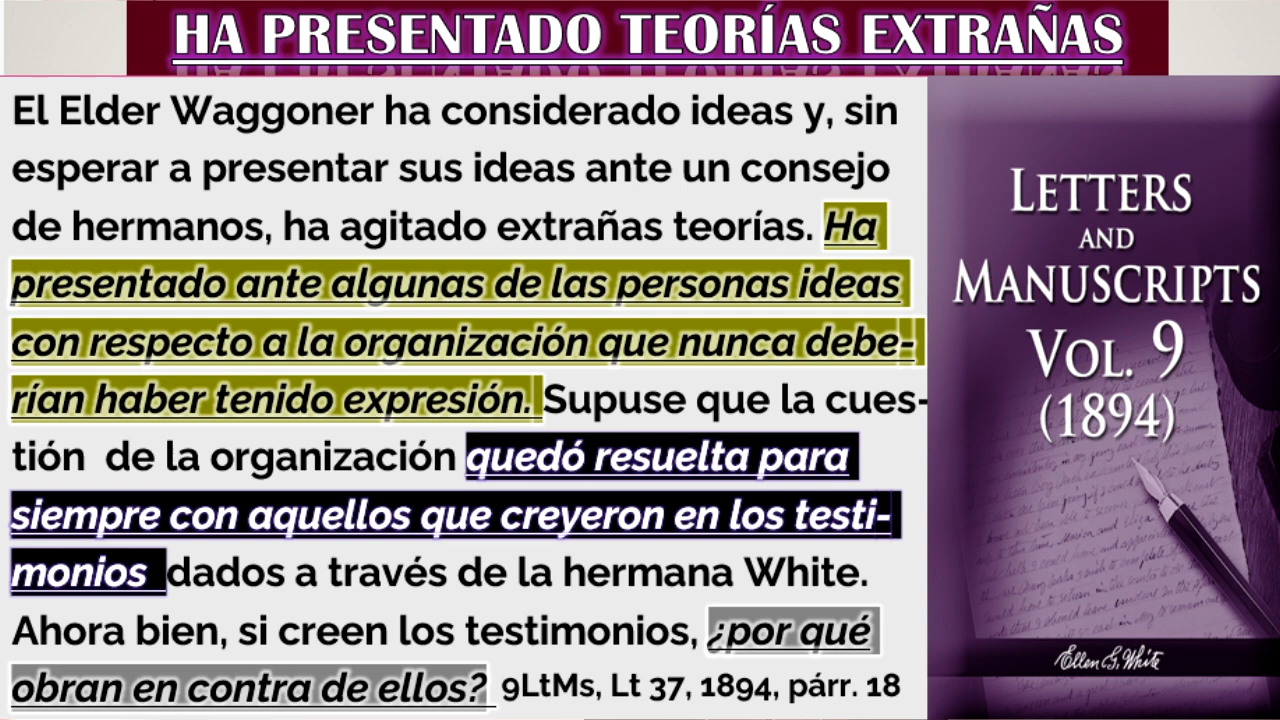 HA PRESENTADO TEORÍAS EXTRAÑAS
El Elder Waggoner ha considerado ideas y, sin
esperar a presentar sus ideas ante un consejo
de hermanos, ha agitado extrañas teorías. Ha
presentado ante algunas de las personas ideas
con respecto a la organización que nunca debe-
rían haber tenido expresión. Supuse que la cues-
tión de la organización quedó resuelta para
siempre con aquellos que creyeron en los testi-
monios dados a través de la hermana White.
Ahora bien, si creen los testimonios, ¿por qué
obran en contra de ellos? 9LtMs, Lt 37, 1894, párr. 18
LETTERS
AND
MANUSCRIPTS
VOL. 9
(1894)
Ellen G. White